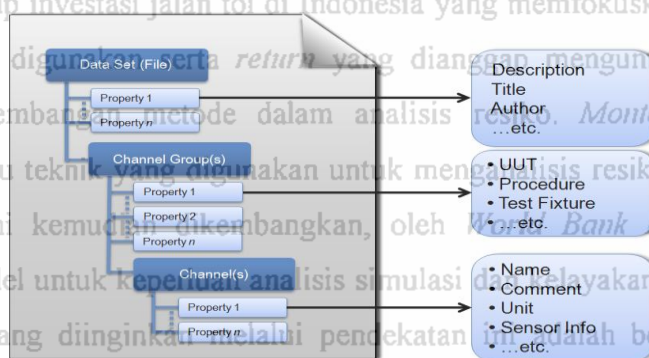 p investasi jalan tol di Indonesia yang memfokusk
digunakan serta return yang dianggap mengun
embangan metode dalam analisis resiko. Mont
u teknik yang digunakan untuk menganalisis resik
i kemudian dikembangkan, oleh World Bank
el untuk keperluan analisis simulasi dan kelayakan
ang diinginkan melalui pendekatan ini adalah b
Data Set (File)
Property 1
Property n
Channel Group(s)
Property 1
Property 2
Property n
Channel(s)
Property 1
Property n
Description
Title
Author
...etc.
• UUT
• Procedure
• Test Fixture
• ...etc.
• Name
• Comment
• Unit
• Sensor Info
• ...etc.